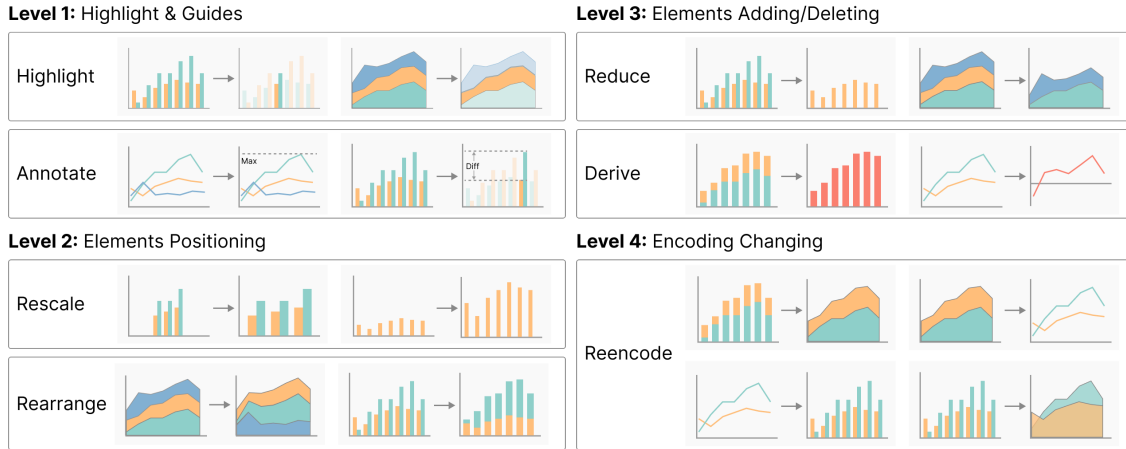 Level 1: Highlight & Guides
Highlight
Annotate
Max
Diff
Level 2: Elements Positioning
Rescale
Rearrange
Level 3: Elements Adding/Deleting
Reduce
Derive
Level 4: Encoding Changing
Reencode